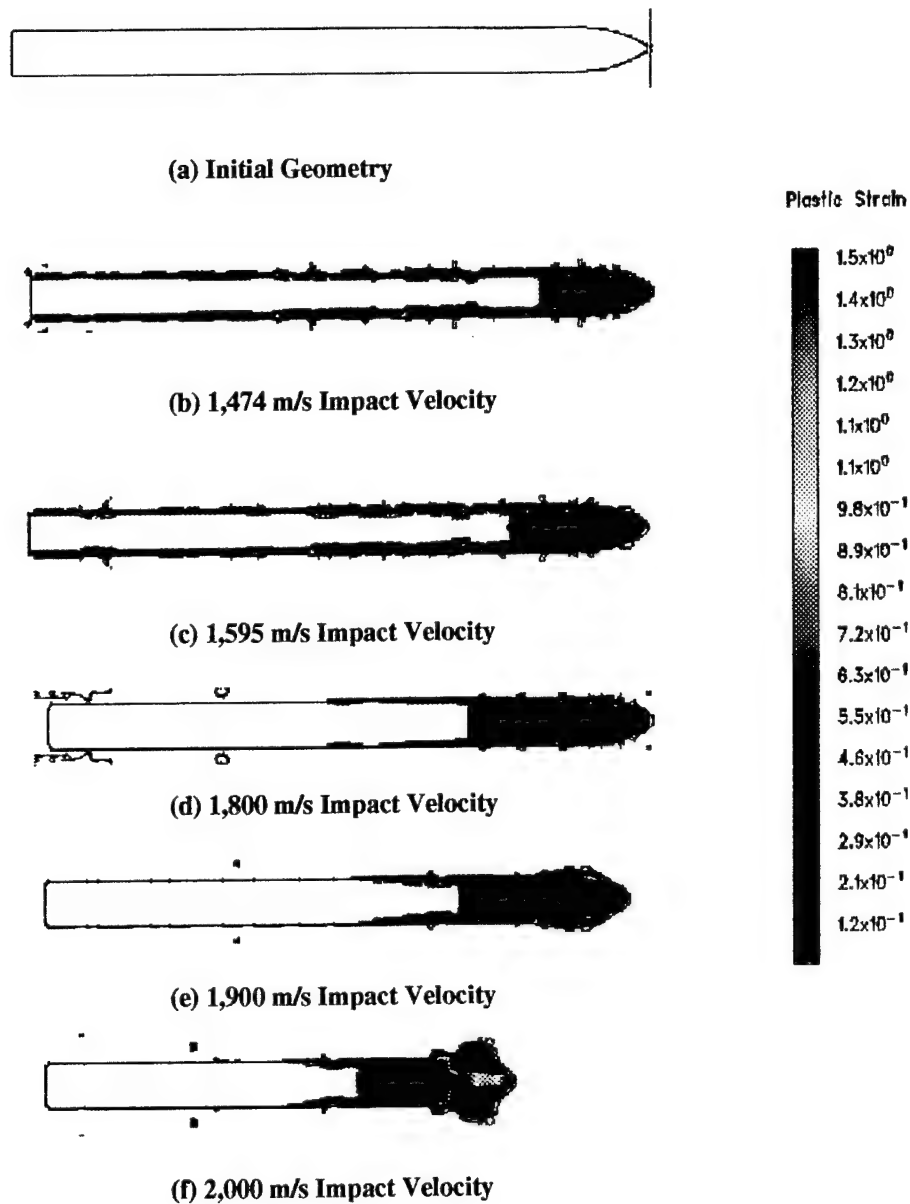 (a) Initial Geometry
Plastic Strain
1.5x10⁰
1.4x10⁰
1.3x10⁰
1.2x10⁰
1.1x10⁰
1.1x10⁰
9.8x10⁻¹
8.9x10⁻¹
8.1x10⁻¹
7.2x10⁻¹
6.3x10⁻¹
5.5x10⁻¹
4.6x10⁻¹
3.8x10⁻¹
2.9x10⁻¹
2.1x10⁻¹
1.2x10⁻¹
(b) 1,474 m/s Impact Velocity
(c) 1,595 m/s Impact Velocity
(d) 1,800 m/s Impact Velocity
(e) 1,900 m/s Impact Velocity
(f) 2,000 m/s Impact Velocity